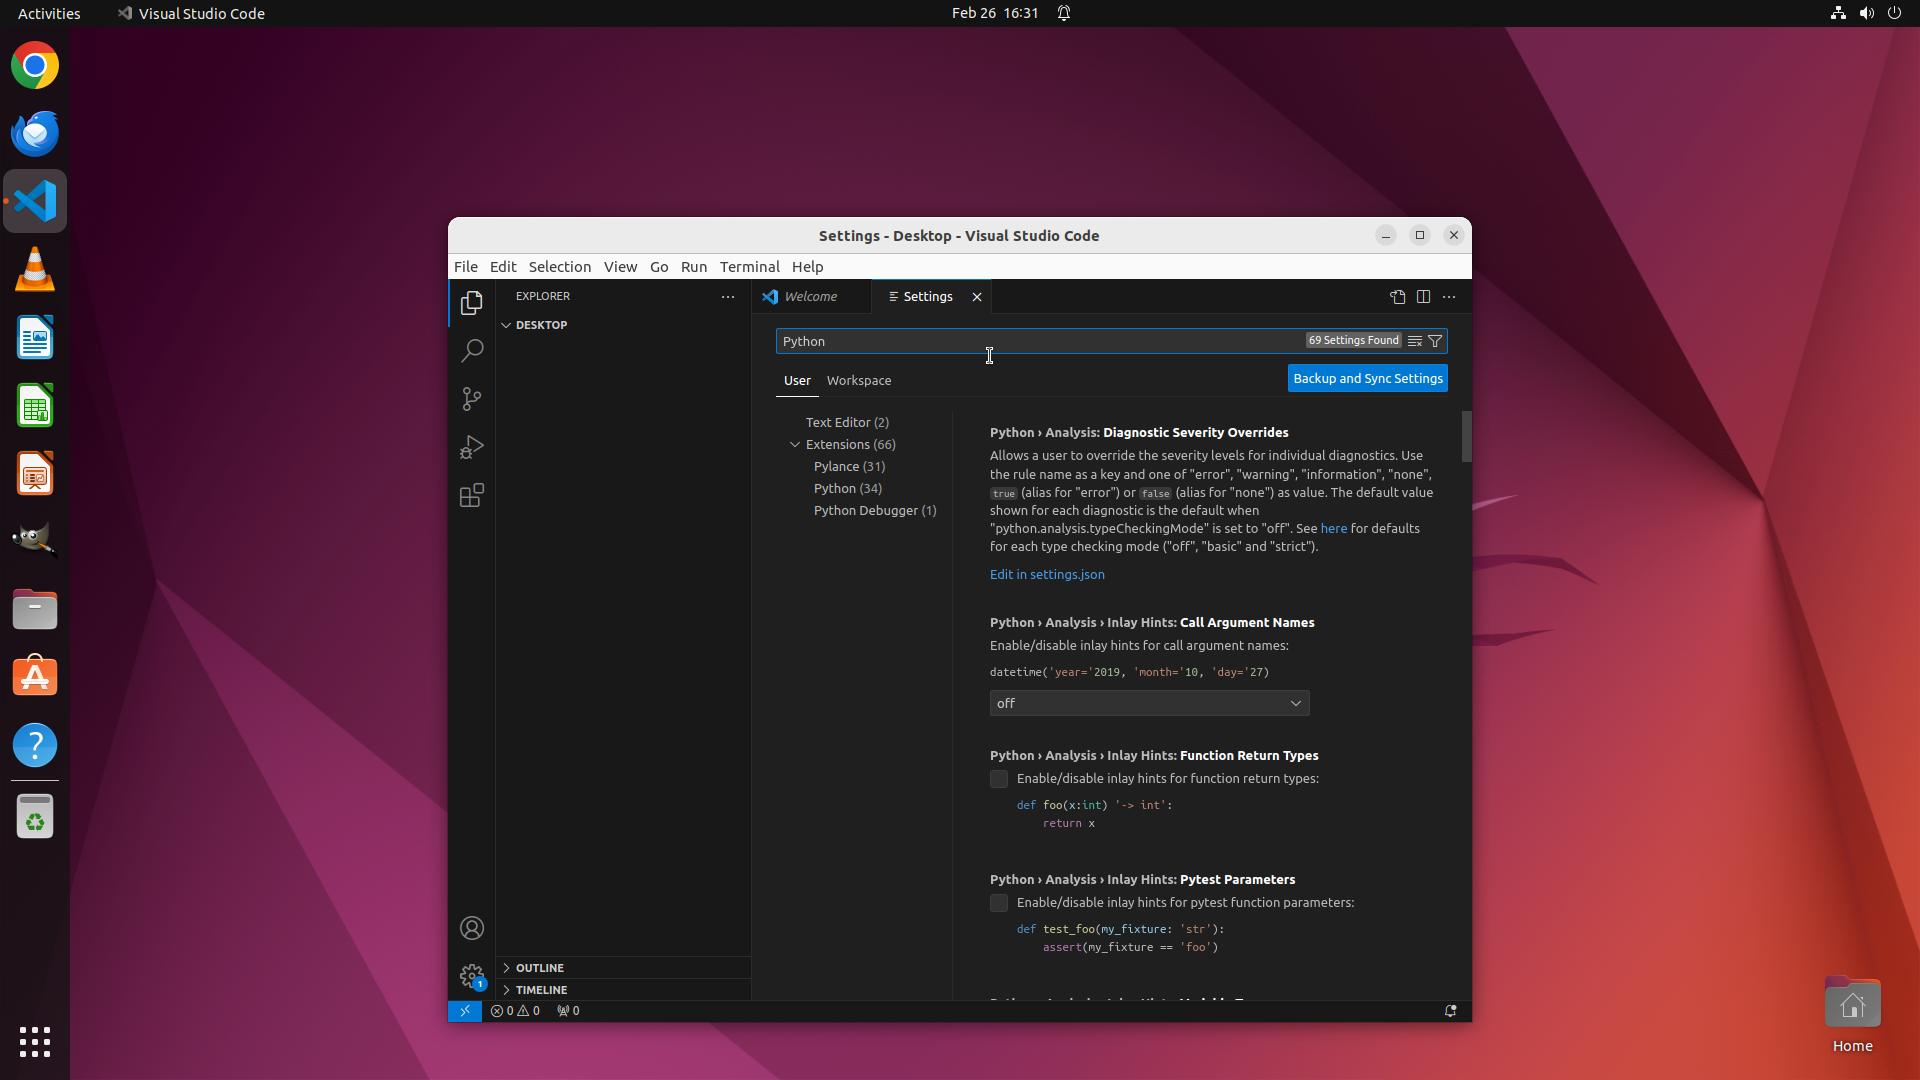 Activities
Visual Studio Code
Feb 26 16:31
Settings - Desktop - Visual Studio Code
File Edit Selection View Go Run Terminal Help
EXPLORER
Welcome
Settings
DESKTOP
Python
69 Settings Found
User
Workspace
Backup and Sync Settings
Text Editor (2)
Extensions (66)
Pylance (31)
Python (34)
Python Debugger (1)
Python › Analysis: Diagnostic Severity Overrides
Allows a user to override the severity levels for individual diagnostics. Use
the rule name as a key and one of "error", "warning", "information", "none",
true (alias for "error") or false (alias for "none") as value. The default value
shown for each diagnostic is the default when
"python.analysis.typeCheckingMode" is set to "off". See here for defaults
for each type checking mode ("off", "basic" and "strict").
Edit in settings.json
Python › Analysis › Inlay Hints: Call Argument Names
Enable/disable inlay hints for call argument names:
datetime('year='2019, 'month='10, 'day='27)
off
Python › Analysis › Inlay Hints: Function Return Types
Enable/disable inlay hints for function return types:
def foo(x:int) '-> int':
return x
Python › Analysis › Inlay Hints: Pytest Parameters
Enable/disable inlay hints for pytest function parameters:
def test_foo(my_fixture: 'str'):
assert(my_fixture == 'foo')
OUTLINE
TIMELINE
1
0 0 0
Home